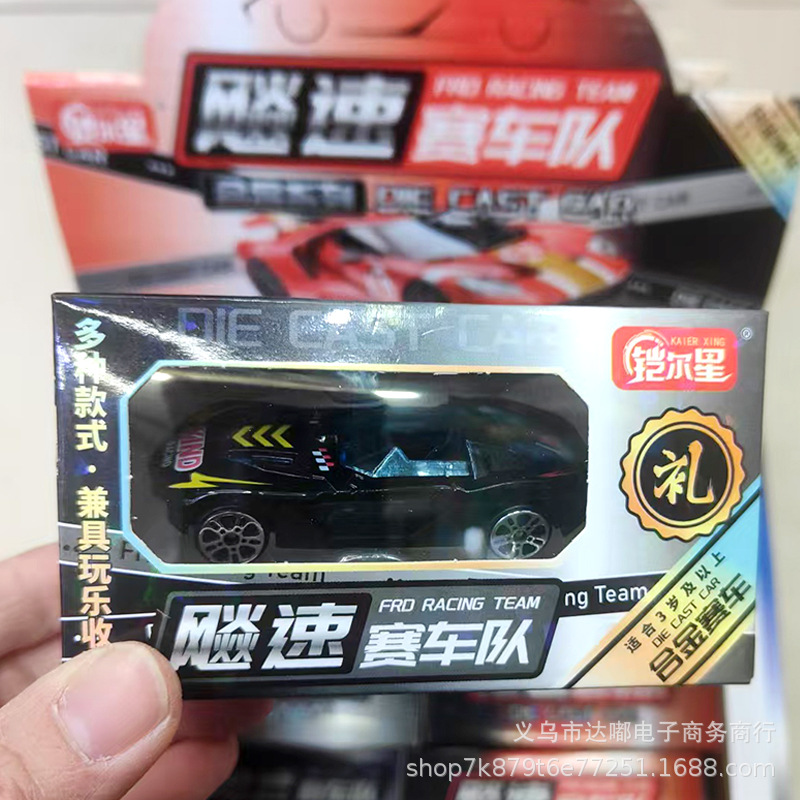 飚速
FRD RACING TEAM
赛车队
铠尔星
DIE CAST CAR
DIE CAST CAR
KAIER XING
铠尔星
®
多种款式·兼具玩乐收
MIND
礼
ng Team
飚速
FRD RACING TEAM
赛车队
适合3岁及以上
DIE CAST CAR
合金赛车
义乌市达嘟电子商务商行
shop7k879t6e77251.1688.com